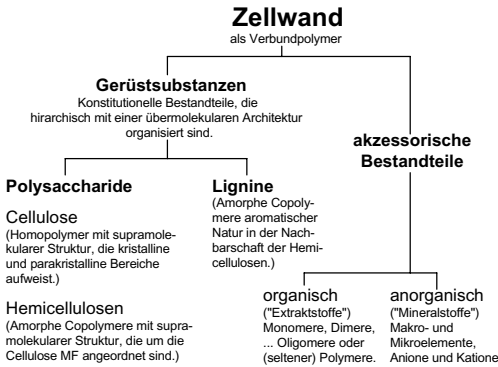 Zellwand
als Verbundpolymer
Gerüstsubstanzen
Konstitutionelle Bestandteile, die
hirarchisch mit einer übermolekularen Architektur
organisiert sind.
akzessorische
Bestandteile
Polysaccharide
Cellulose
(Homopolymer mit supramole-
kularer Struktur, die kristalline
und parakristalline Bereiche
aufweist.)
Hemicellulosen
(Amorphe Copolymere mit supra-
molekularer Struktur, die um die
Cellulose MF angeordnet sind.)
Lignine
(Amorphe Copoly-
mere aromatischer
Natur in der Nach-
barschaft der Hemi-
cellulosen.)
organisch
("Extraktstoffe")
Monomere, Dimere,
... Oligomere oder
(seltener) Polymere.
anorganisch
("Mineralstoffe")
Makro- und
Mikroelemente,
Anione und Katione